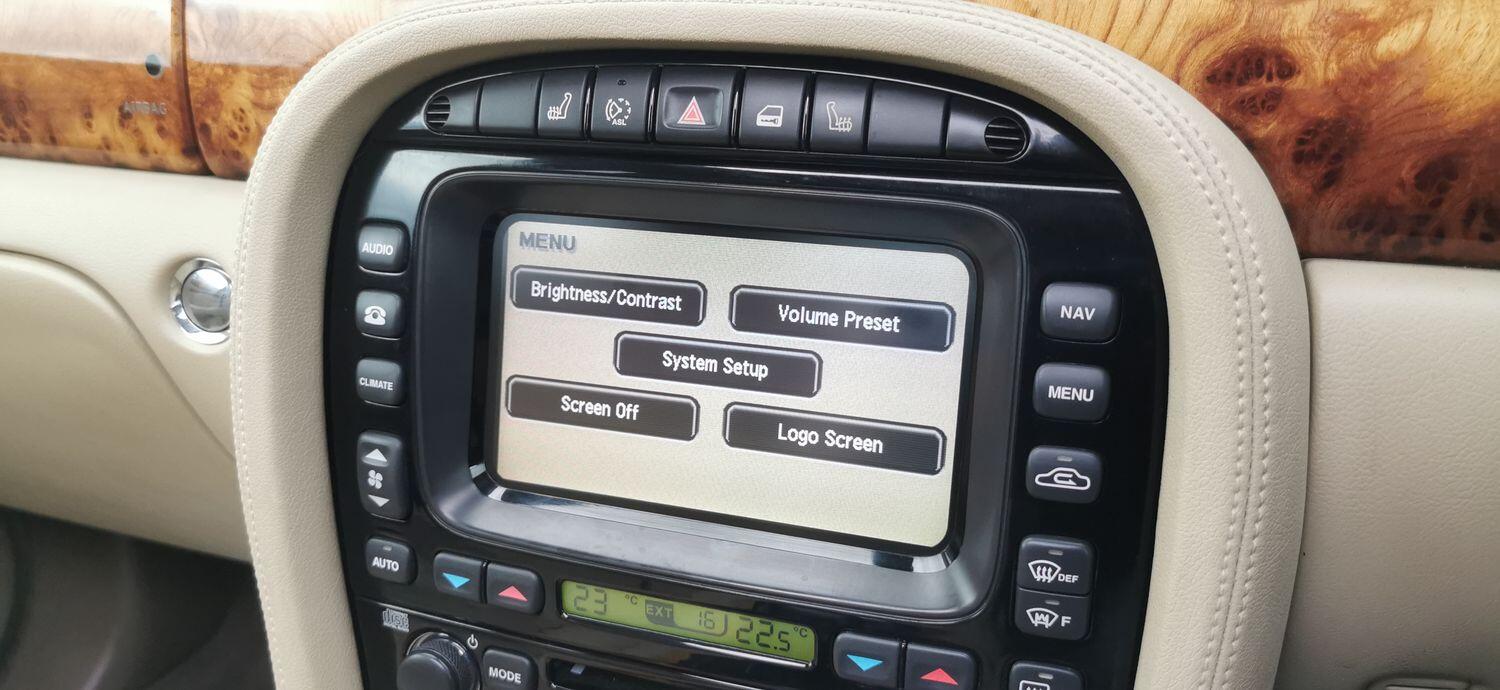 AIRBAG
ASL
AUDIO
MENU
Brightness/Contrast
Volume Preset
System Setup
Screen Off
Logo Screen
NAV
MENU
CLIMATE
AUTO
DEF
F
23 °C
EXT 16
22.5 °C
MODE